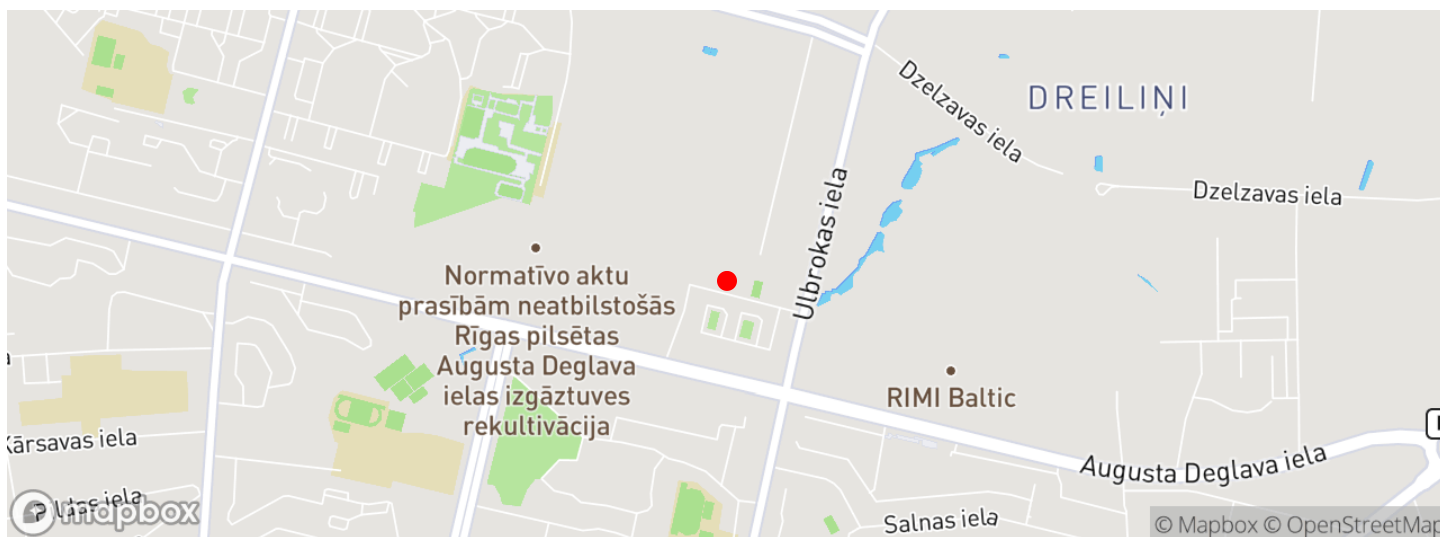 DREILIŅI
Dzelzavas iela
Dzelzavas iela
Ulbrokas iela
Normatīvo aktu
prasībām neatbilstošās
Rīgas pilsētas
Augusta Deglava
ielas izgāztuves
rekultivācija
RIMI Baltic
Augusta Deglava iela
Kārsavas iela
iela
Salnas iela
mapbox
© Mapbox © OpenStreetMap